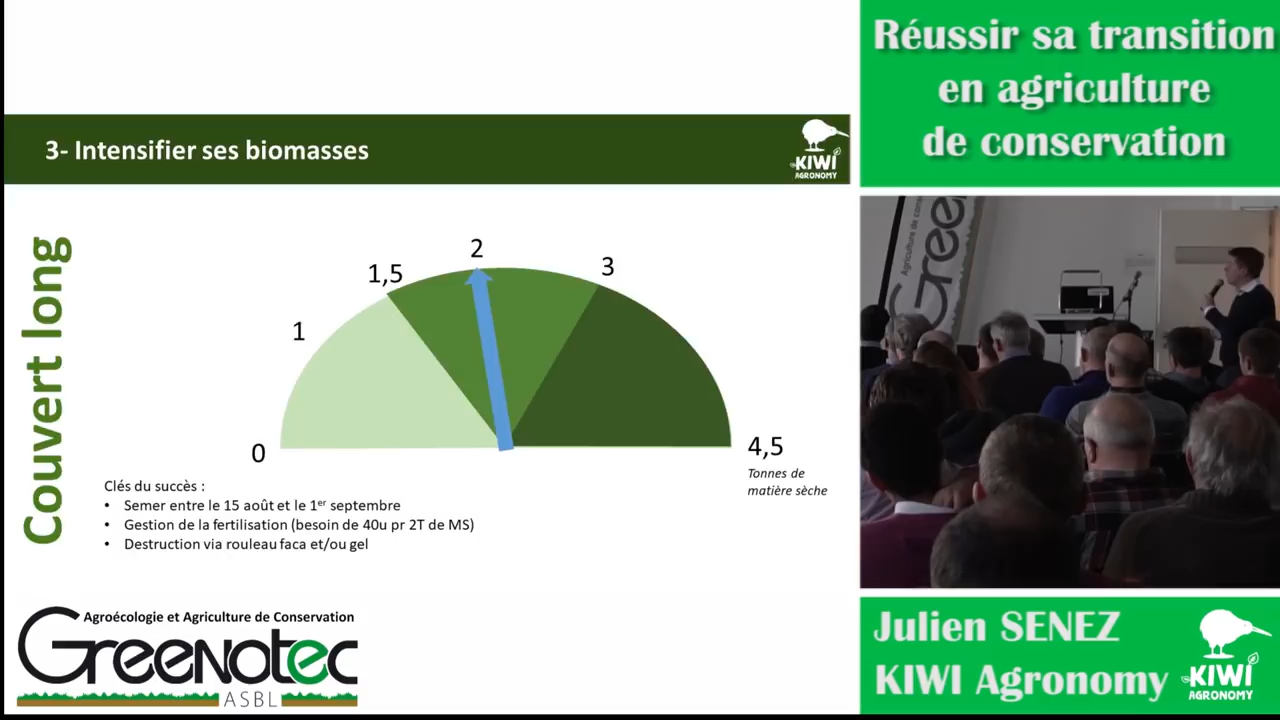 Réussir sa transition
en agriculture
de conservation
3- Intensifier ses biomasses
KIWI
AGRONOMY
Couvert long
0
1
1,5
2
3
4,5
Tonnes de
matière sèche
Clés du succès :
• Semer entre le 15 août et le 1er septembre
• Gestion de la fertilisation (besoin de 40u pr 2T de MS)
• Destruction via rouleau faca et/ou gel
Agroécologie et Agriculture de Conservation
Greenotec
ASBL
Julien SENEZ
KIWI Agronomy
KIWI
AGRONOMY